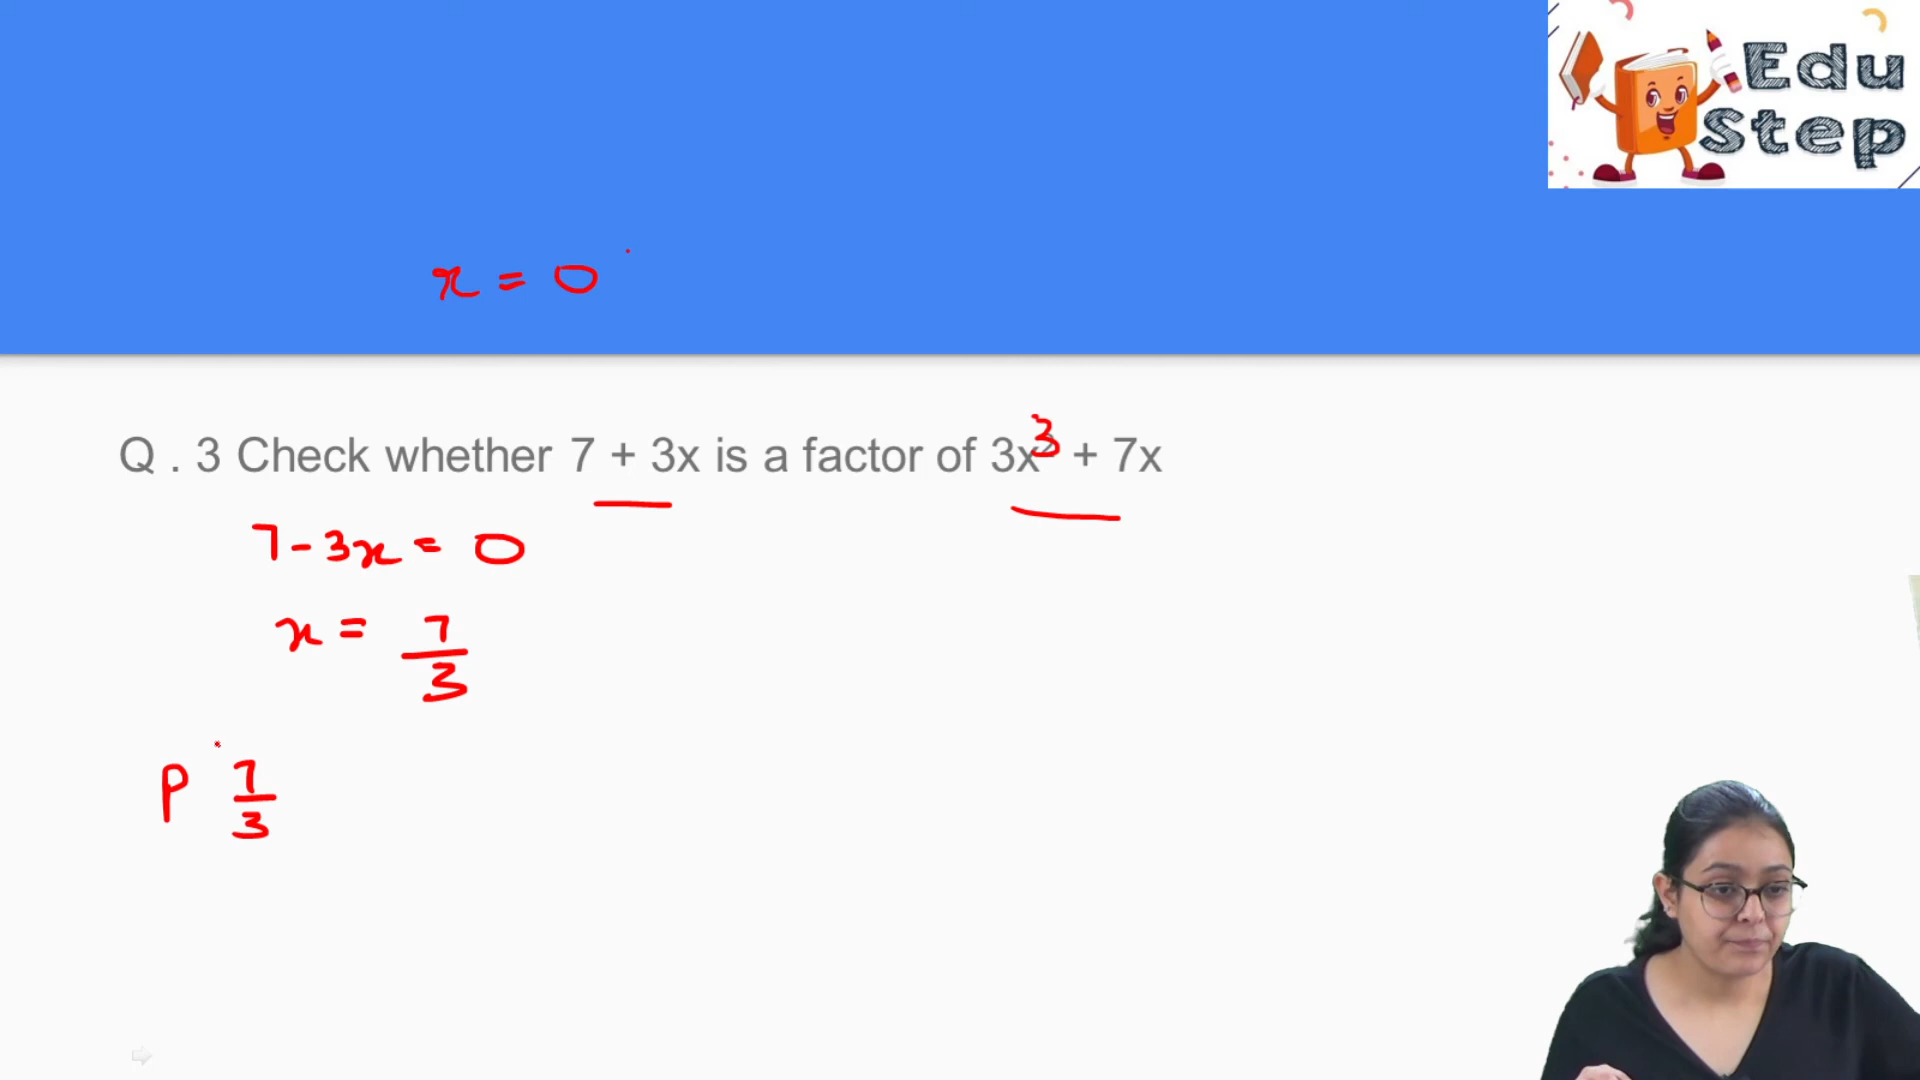 Edu
Step
x = 0
Q . 3 Check whether 7 + 3x is a factor of 3x³ + 7x
7 - 3x = 0
x = 7/3
P 7/3